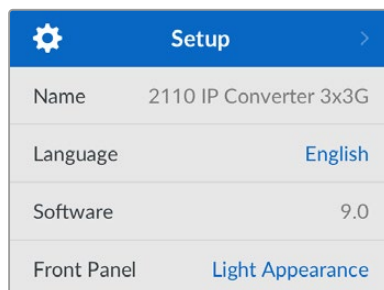 Setup
Name 2110 IP Converter 3x3G
Language English
Software 9.0
Front Panel Light Appearance